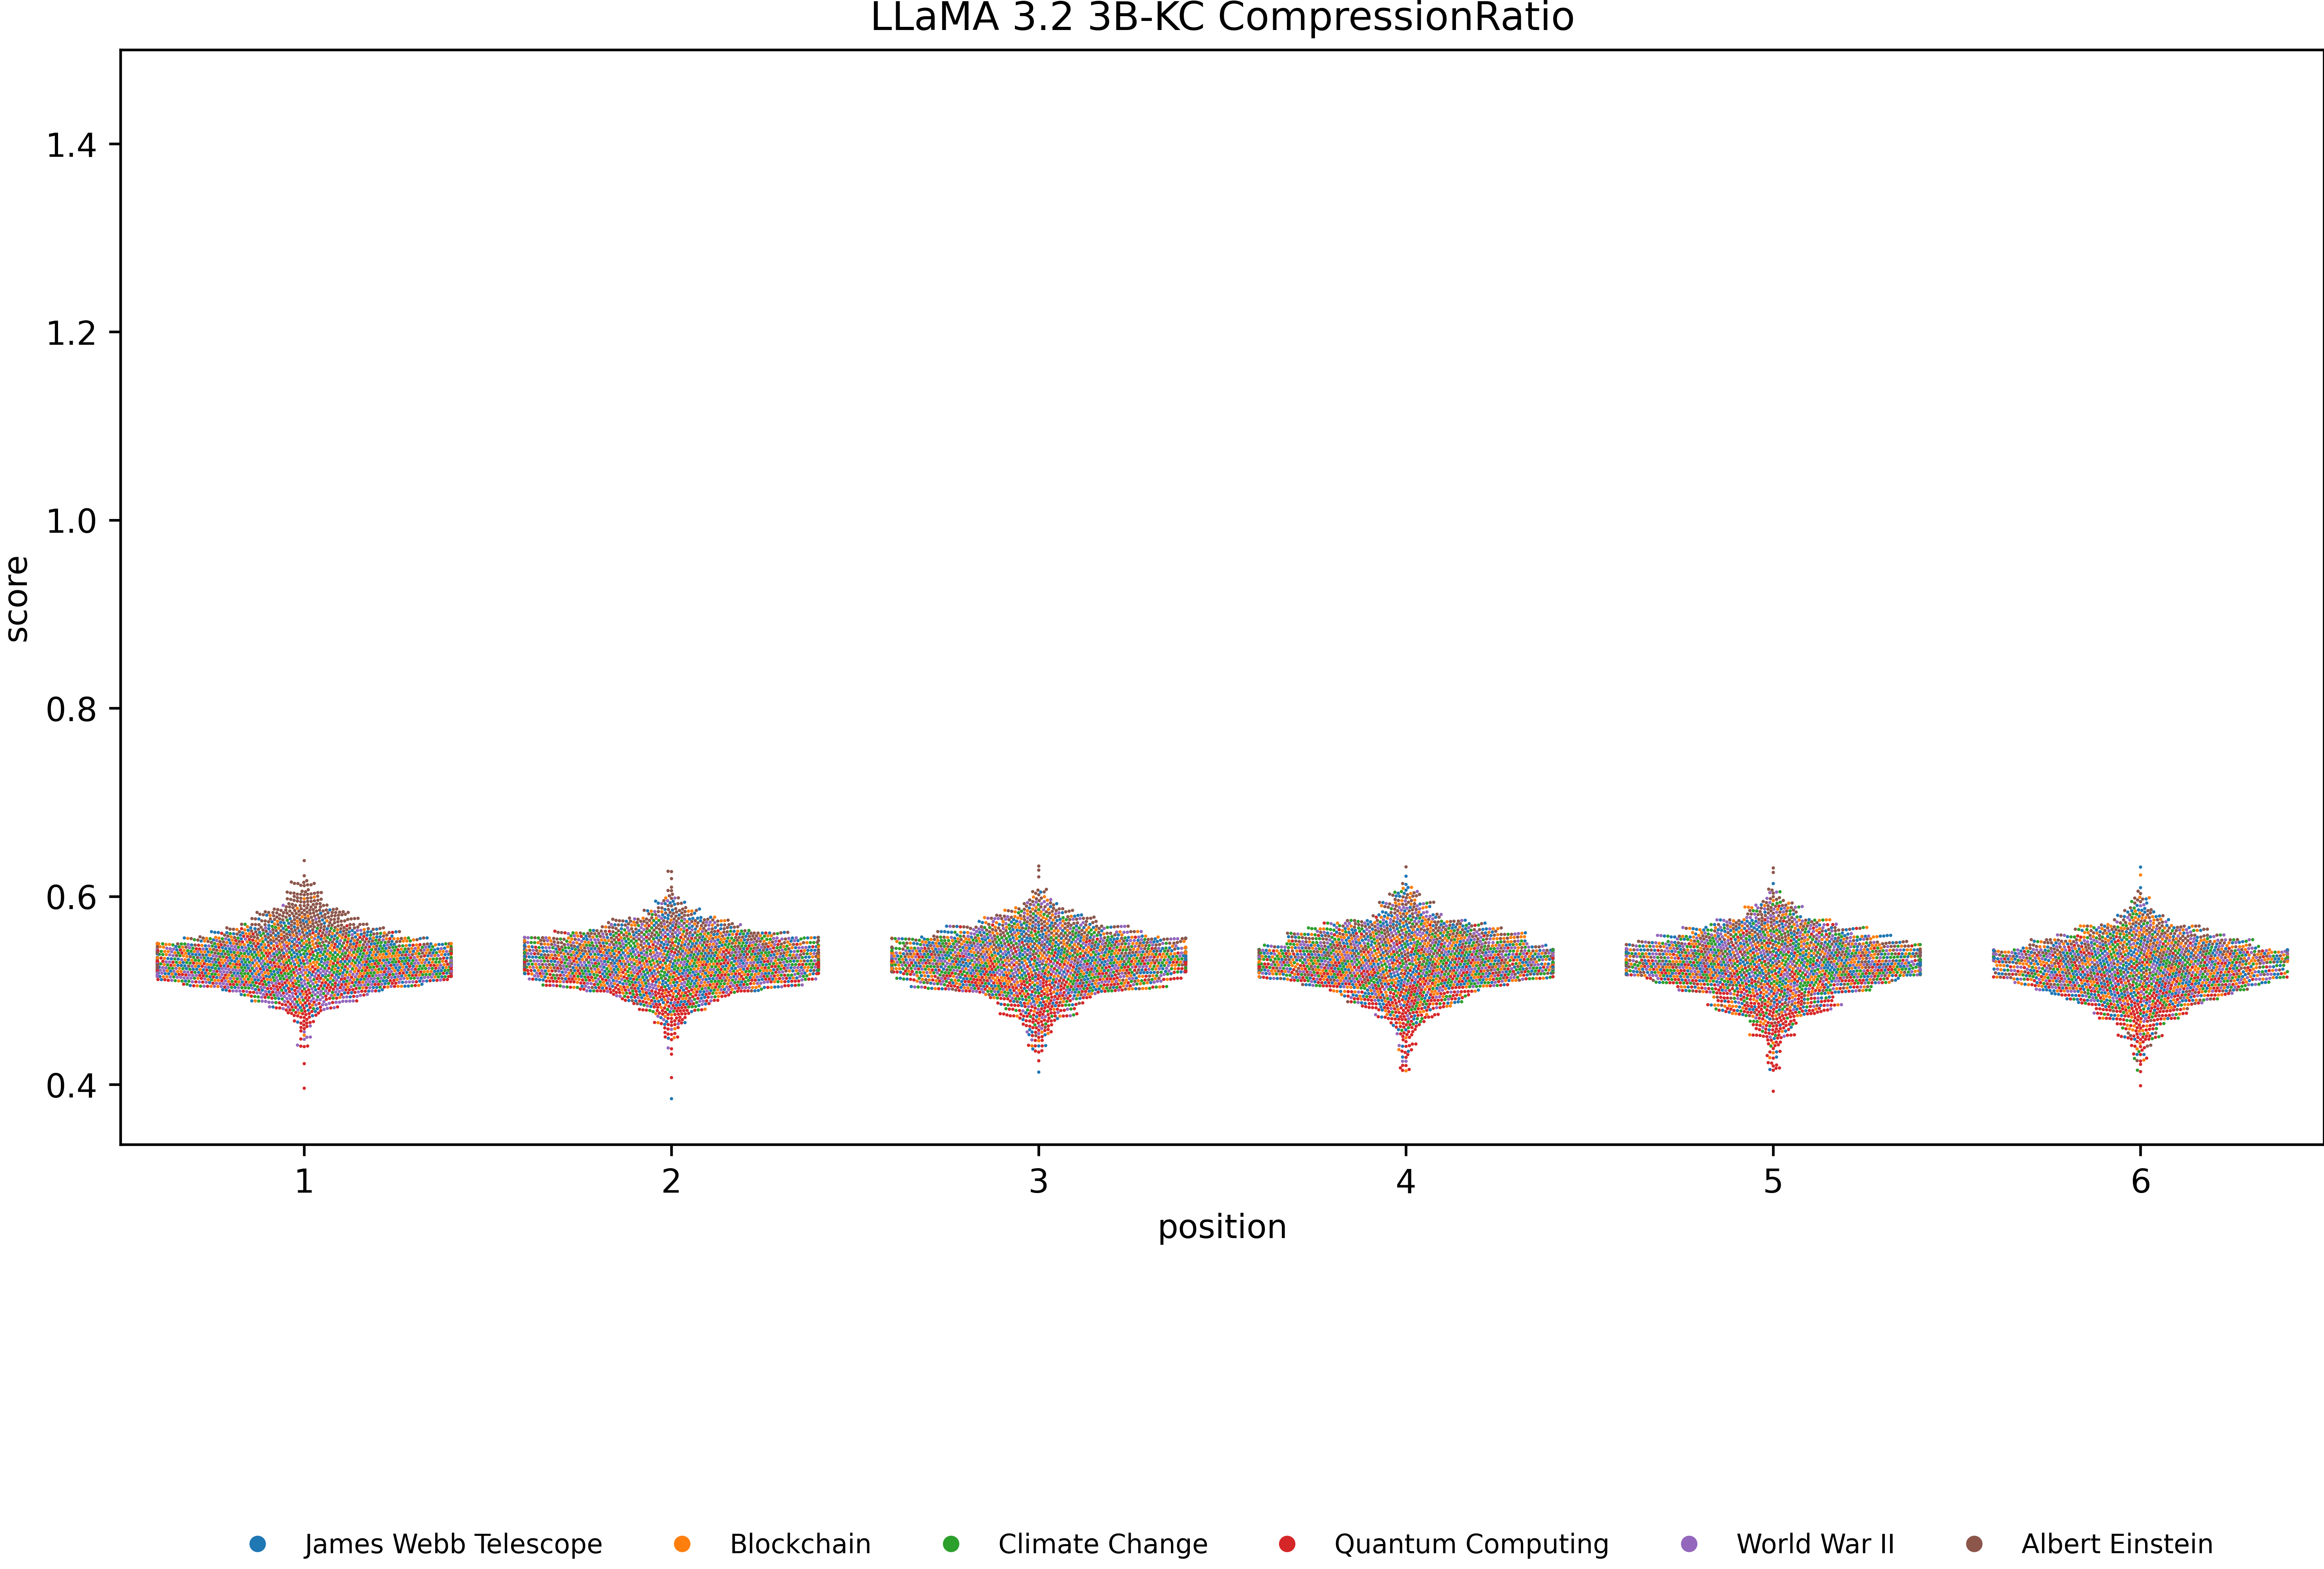 LLaMA 3.2 3B-KC CompressionRatio
1.4
1.2
1.0
0.8
0.6
0.4
score
1 2 3 4 5 6
position
James Webb Telescope Blockchain Climate Change Quantum Computing World War II Albert Einstein